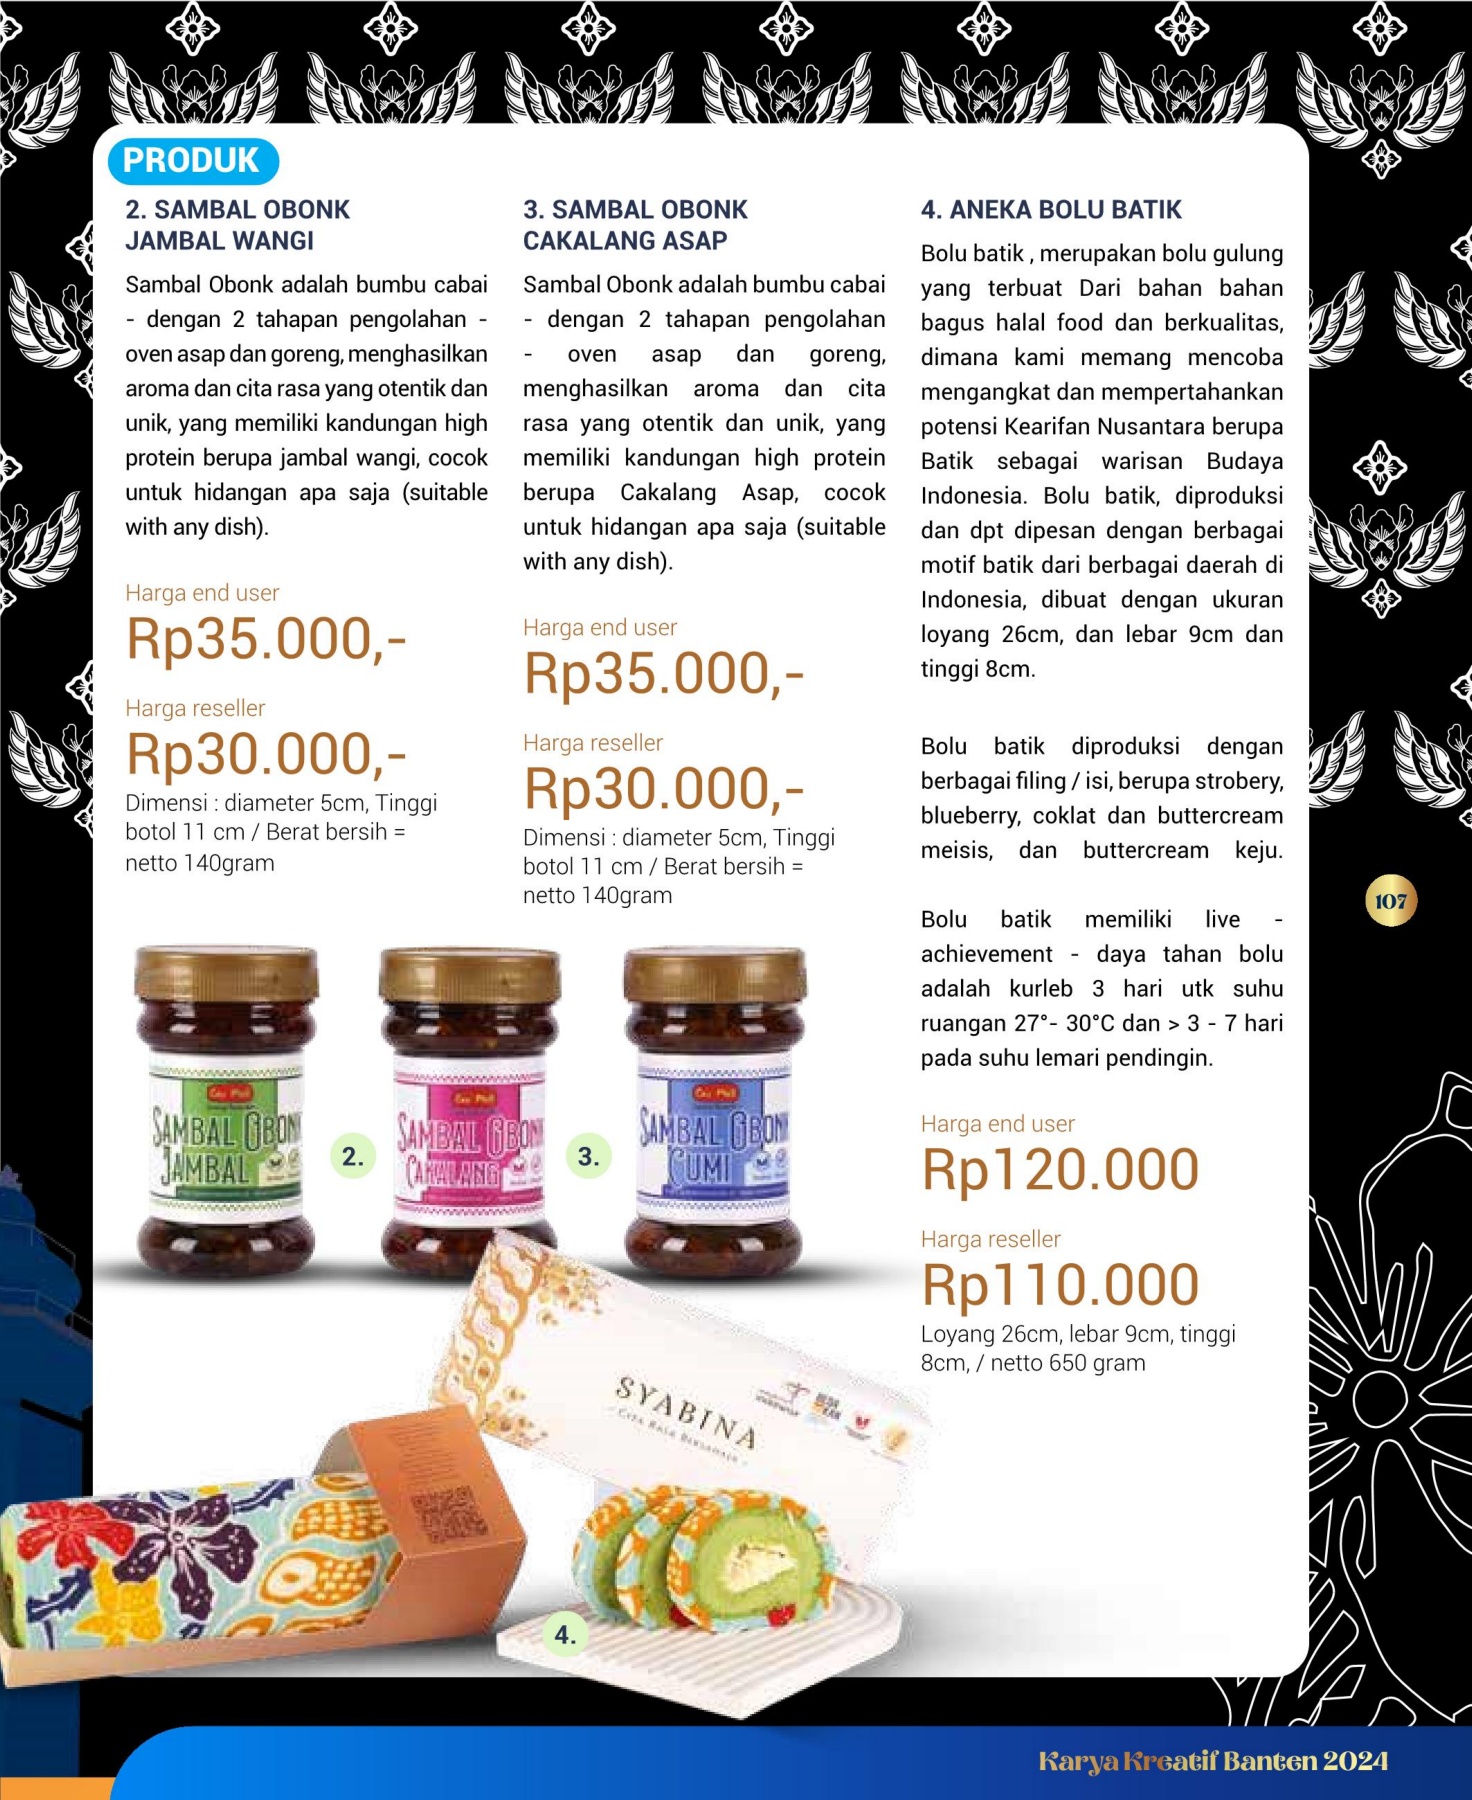 PRODUK
2. SAMBAL OBONK
JAMBAL WANGI
Sambal Obonk adalah bumbu cabai
- dengan 2 tahapan pengolahan -
oven asap dan goreng, menghasilkan
aroma dan cita rasa yang otentik dan
unik, yang memiliki kandungan high
protein berupa jambal wangi, cocok
untuk hidangan apa saja (suitable
with any dish).
Harga end user
Rp35.000,-
Harga reseller
Rp30.000,-
Dimensi : diameter 5cm, Tinggi
botol 11 cm / Berat bersih =
netto 140gram
3. SAMBAL OBONK
CAKALANG ASAP
Sambal Obonk adalah bumbu cabai
- dengan 2 tahapan pengolahan
- oven asap dan goreng,
menghasilkan aroma dan cita
rasa yang otentik dan unik, yang
memiliki kandungan high protein
berupa Cakalang Asap, cocok
untuk hidangan apa saja (suitable
with any dish).
Harga end user
Rp35.000,-
Harga reseller
Rp30.000,-
Dimensi : diameter 5cm, Tinggi
botol 11 cm / Berat bersih =
netto 140gram
4. ANEKA BOLU BATIK
Bolu batik , merupakan bolu gulung
yang terbuat Dari bahan bahan
bagus halal food dan berkualitas,
dimana kami memang mencoba
mengangkat dan mempertahankan
potensi Kearifan Nusantara berupa
Batik sebagai warisan Budaya
Indonesia. Bolu batik, diproduksi
dan dpt dipesan dengan berbagai
motif batik dari berbagai daerah di
Indonesia, dibuat dengan ukuran
loyang 26cm, dan lebar 9cm dan
tinggi 8cm.
Bolu batik diproduksi dengan
berbagai filing / isi, berupa strobery,
blueberry, coklat dan buttercream
meisis, dan buttercream keju.
Bolu batik memiliki live -
achievement - daya tahan bolu
adalah kurleb 3 hari utk suhu
ruangan 27°- 30°C dan > 3 - 7 hari
pada suhu lemari pendingin.
Harga end user
Rp120.000
Harga reseller
Rp110.000
Loyang 26cm, lebar 9cm, tinggi
8cm, / netto 650 gram
107
SAMBAL OBONK
JAMBAL
2.
SAMBAL OBONK
CAKALANG
3.
SAMBAL OBONK
CUMI
SYABINA
4.
Karya Kreatif Banten 2024